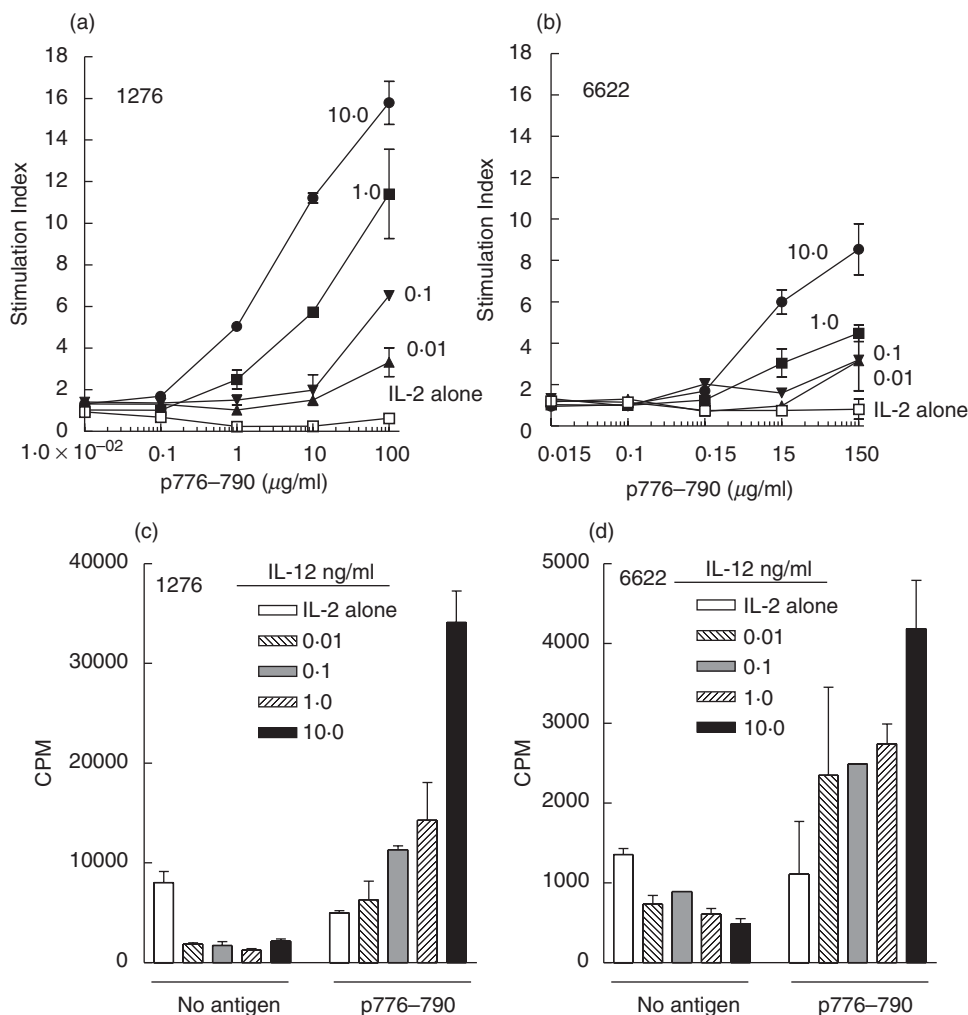 (a)
18
16
14
12
10
8
6
4
2
0
Stimulation Index
1276
10·0
1·0
0·1
0·01
IL-2 alone
1·0 × 10⁻⁰²
0·1
1
10
100
p776–790 (μg/ml)
(b)
18
16
14
12
10
8
6
4
2
0
Stimulation Index
6622
10·0
1·0
0·1
0·01
IL-2 alone
0·015
0·1
0·15
15
150
p776–790 (μg/ml)
(c)
40000
30000
20000
10000
0
CPM
1276
IL-12 ng/ml
IL-2 alone
0·01
0·1
1·0
10·0
No antigen
p776–790
(d)
5000
4000
3000
2000
1000
0
CPM
6622
IL-12 ng/ml
IL-2 alone
0·01
0·1
1·0
10·0
No antigen
p776–790